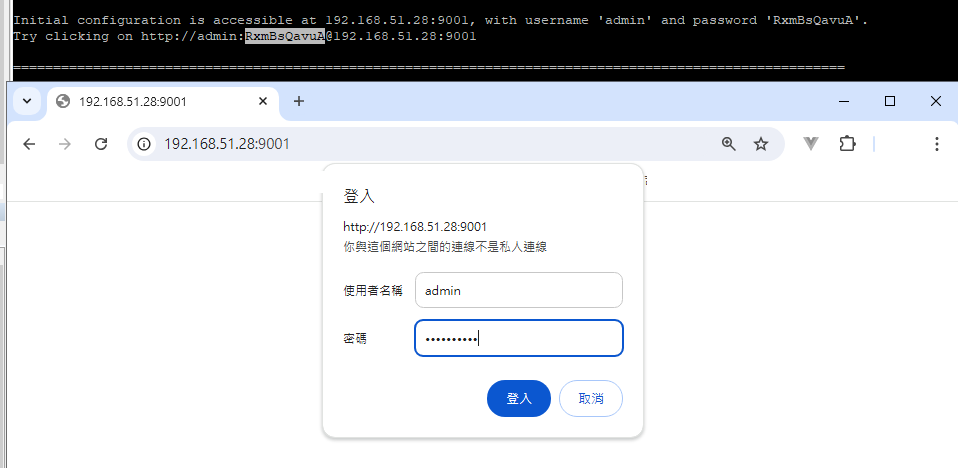 Initial configuration is accessible at 192.168.51.28:9001, with username 'admin' and password 'RxmBsQavuA'.
Try clicking on http://admin:RxmBsQavuA@192.168.51.28:9001
================================================================================================
192.168.51.28:9001
192.168.51.28:9001
登入
http://192.168.51.28:9001
你與這個網站之間的連線不是私人連線
使用者名稱
admin
密碼
••••••••••
登入
取消